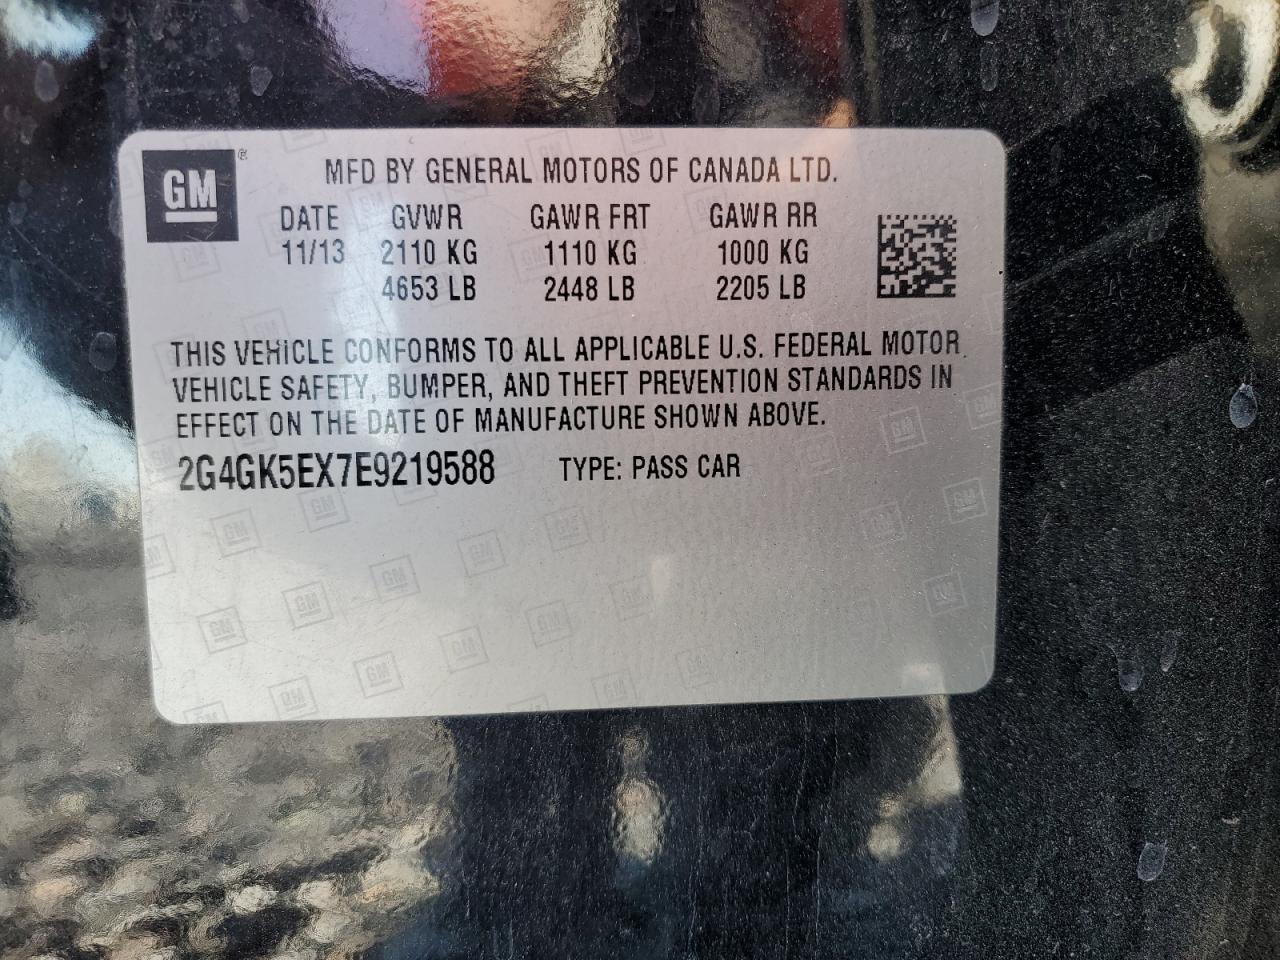 GM
MFD BY GENERAL MOTORS OF CANADA LTD.
DATE GVWR GAWR FRT GAWR RR
11/13 2110 KG 1110 KG 1000 KG
4653 LB 2448 LB 2205 LB
THIS VEHICLE CONFORMS TO ALL APPLICABLE U.S. FEDERAL MOTOR
VEHICLE SAFETY, BUMPER, AND THEFT PREVENTION STANDARDS IN
EFFECT ON THE DATE OF MANUFACTURE SHOWN ABOVE.
2G4GK5EX7E9219588 TYPE: PASS CAR